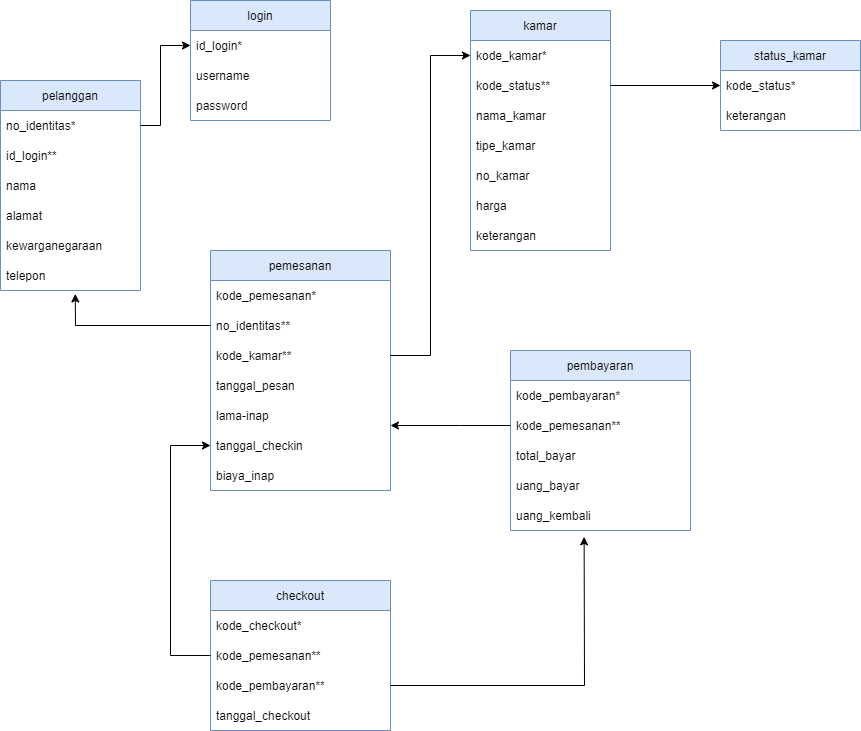 login
id_login*
username
password
pelanggan
no_identitas*
id_login**
nama
alamat
kewarganegaraan
telepon
kamar
kode_kamar*
kode_status**
nama_kamar
tipe_kamar
no_kamar
harga
keterangan
status_kamar
kode_status*
keterangan
pemesanan
kode_pemesanan*
no_identitas**
kode_kamar**
tanggal_pesan
lama-inap
tanggal_checkin
biaya_inap
pembayaran
kode_pembayaran*
kode_pemesanan**
total_bayar
uang_bayar
uang_kembali
checkout
kode_checkout*
kode_pemesanan**
kode_pembayaran**
tanggal_checkout